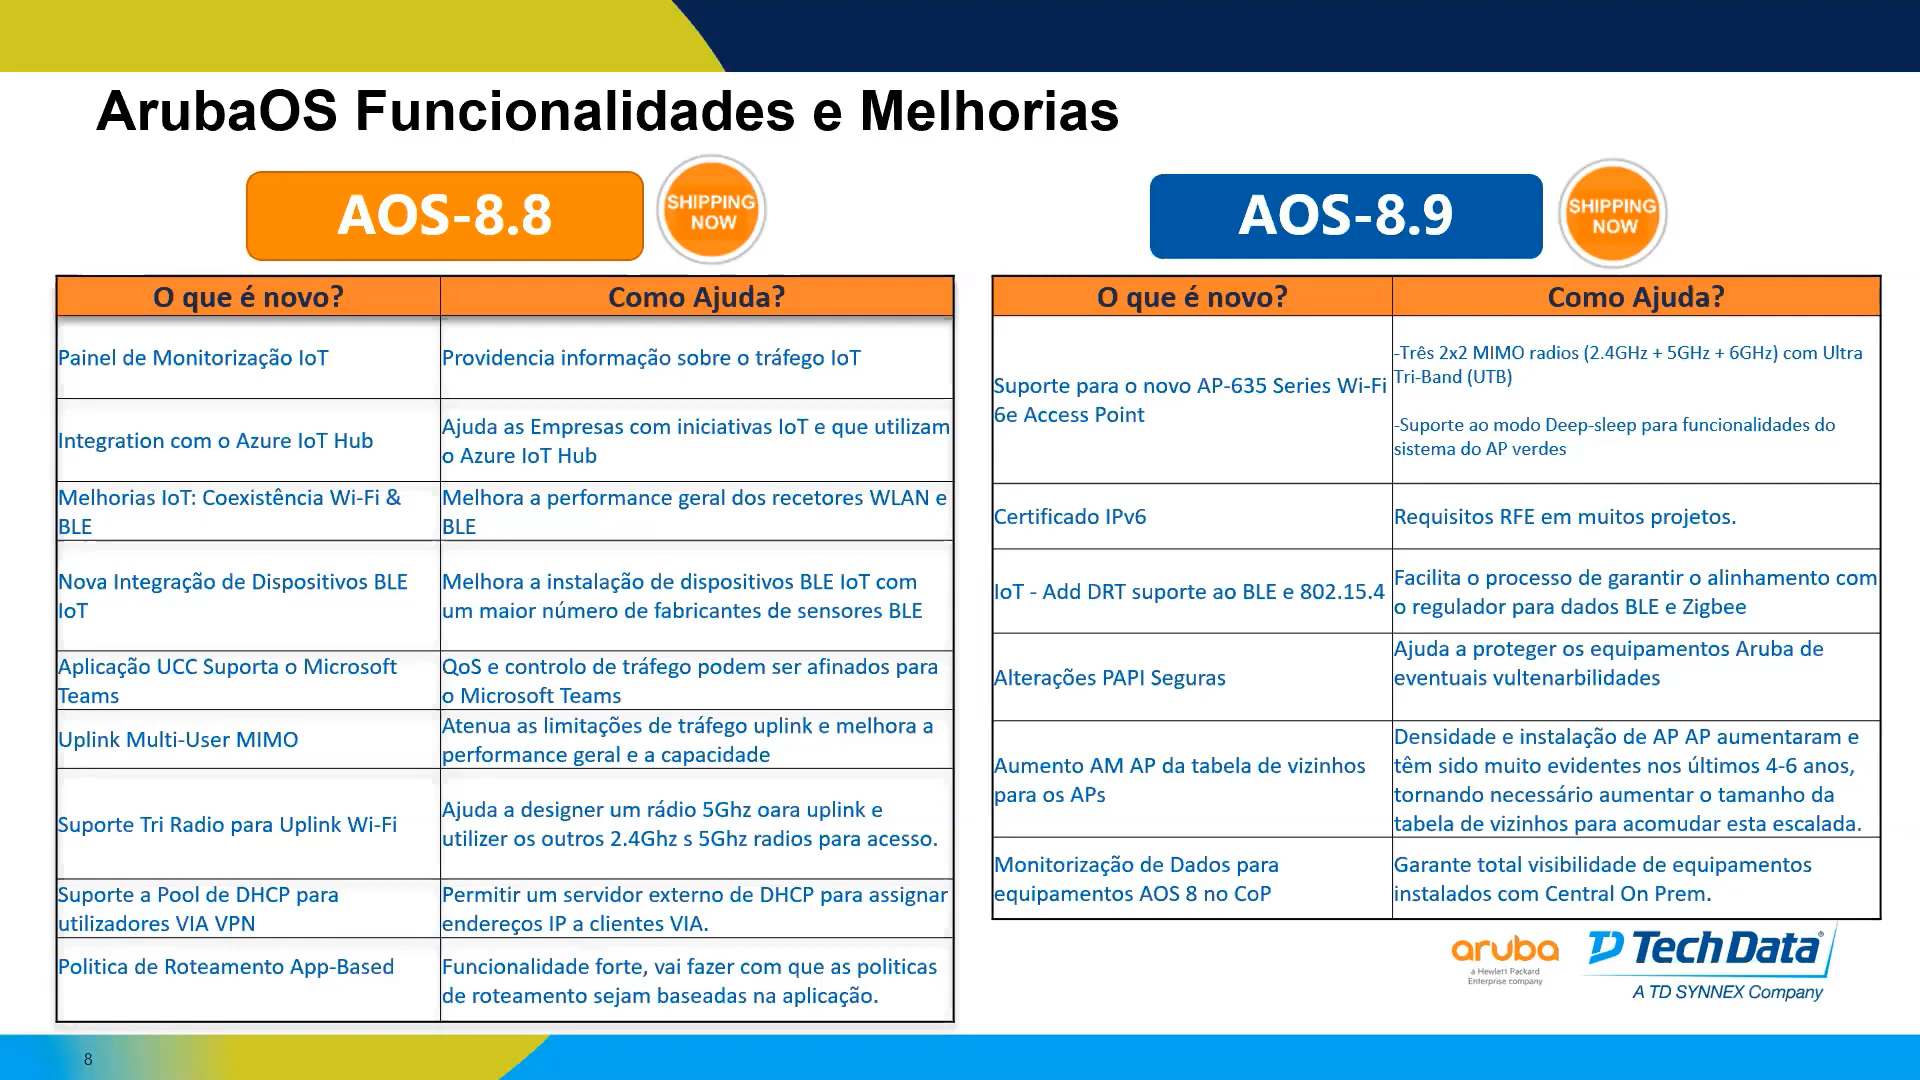 ArubaOS Funcionalidades e Melhorias
AOS-8.8
SHIPPING
NOW
O que é novo?
Como Ajuda?
Painel de Monitorização IoT
Providencia informação sobre o tráfego IoT
Integration com o Azure IoT Hub
Ajuda as Empresas com iniciativas IoT e que utilizam
o Azure IoT Hub
Melhorias IoT: Coexistência Wi-Fi &
BLE
Melhora a performance geral dos recetores WLAN e
BLE
Nova Integração de Dispositivos BLE
IoT
Melhora a instalação de dispositivos BLE IoT com
um maior número de fabricantes de sensores BLE
Aplicação UCC Suporta o Microsoft
Teams
QoS e controlo de tráfego podem ser afinados para
o Microsoft Teams
Uplink Multi-User MIMO
Atenua as limitações de tráfego uplink e melhora a
performance geral e a capacidade
Suporte Tri Radio para Uplink Wi-Fi
Ajuda a designer um rádio 5Ghz oara uplink e
utilizer os outros 2.4Ghz s 5Ghz radios para acesso.
Suporte a Pool de DHCP para
utilizadores VIA VPN
Permitir um servidor externo de DHCP para assignar
endereços IP a clientes VIA.
Politica de Roteamento App-Based
Funcionalidade forte, vai fazer com que as politicas
de roteamento sejam baseadas na aplicação.
AOS-8.9
SHIPPING
NOW
O que é novo?
Como Ajuda?
Suporte para o novo AP-635 Series Wi-Fi
6e Access Point
-Três 2x2 MIMO radios (2.4GHz + 5GHz + 6GHz) com Ultra
Tri-Band (UTB)
-Suporte ao modo Deep-sleep para funcionalidades do
sistema do AP verdes
Certificado IPv6
Requisitos RFE em muitos projetos.
IoT - Add DRT suporte ao BLE e 802.15.4
Facilita o processo de garantir o alinhamento com
o regulador para dados BLE e Zigbee
Alterações PAPI Seguras
Ajuda a proteger os equipamentos Aruba de
eventuais vultenarbilidades
Aumento AM AP da tabela de vizinhos
para os APs
Densidade e instalação de AP AP aumentaram e
têm sido muito evidentes nos últimos 4-6 anos,
tornando necessário aumentar o tamanho da
tabela de vizinhos para acomudar esta escalada.
Monitorização de Dados para
equipamentos AOS 8 no CoP
Garante total visibilidade de equipamentos
instalados com Central On Prem.
aruba
a Hewlett Packard
Enterprise company
TD Tech Data®
A TD SYNNEX Company
8